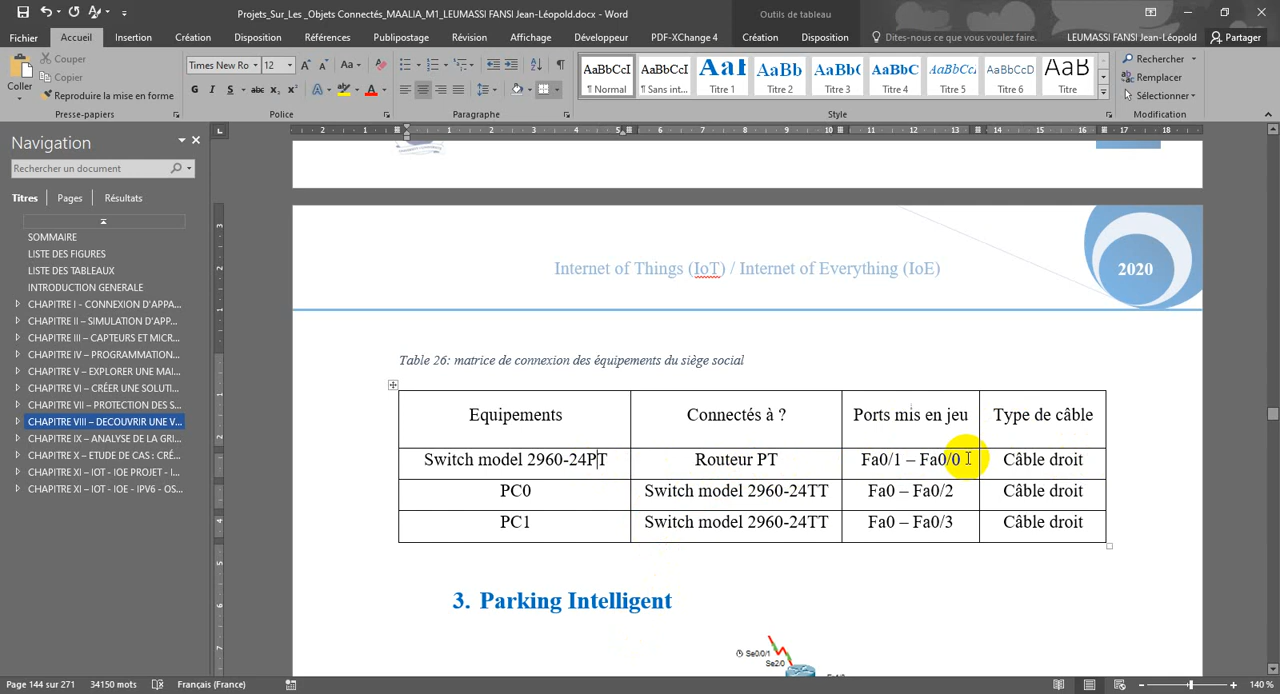 Projets_Sur_Les _Objets Connectés_MAALIA_M1_LEUMASSI FANSI Jean-Léopold.docx - Word
Outils de tableau
Fichier Accueil Insertion Création Disposition Références Publipostage Révision Affichage Développeur PDF-XChange 4 Création Disposition Dites-nous ce que vous voulez faire. LEUMASSI FANSI Jean-Léopold Partager
Coller
Couper
Copier
Reproduire la mise en forme
Presse-papiers
Times New Ro 12
Police
Paragraphe
AaBbCcI AaBbCcI AaB AaBbC AaBbC AaBbC AaBbCc AaBbCcD AaB
¶ Normal ¶ Sans int... Titre 1 Titre 2 Titre 3 Titre 4 Titre 5 Titre 6 Titre
Style
Rechercher
Remplacer
Sélectionner
Modification
Navigation
Rechercher un document
Titres Pages Résultats
SOMMAIRE
LISTE DES FIGURES
LISTE DES TABLEAUX
INTRODUCTION GENERALE
CHAPITRE I - CONNEXION D'APPA...
CHAPITRE II – SIMULATION D'APP...
CHAPITRE III – CAPTEURS ET MICR...
CHAPITRE IV – PROGRAMMATION...
CHAPITRE V – EXPLORER UNE MAI...
CHAPITRE VI – CRÉER UNE SOLUTI...
CHAPITRE VII – PROTECTION DES S...
CHAPITRE VIII – DECOUVRIR UNE V...
CHAPITRE IX – ANALYSE DE LA GRI...
CHAPITRE X – ETUDE DE CAS : CRÉ...
CHAPITRE XI – IOT - IOE PROJET - I...
CHAPITRE XI – IOT - IOE - IPV6 - OS...
Internet of Things (IoT) / Internet of Everything (IoE)
2020
Table 26: matrice de connexion des équipements du siège social
Equipements Connectés à ? Ports mis en jeu Type de câble
Switch model 2960-24PT Routeur PT Fa0/1 – Fa0/0 Câble droit
PC0 Switch model 2960-24TT Fa0 – Fa0/2 Câble droit
PC1 Switch model 2960-24TT Fa0 – Fa0/3 Câble droit
3. Parking Intelligent
Se0/0/1
Se2/0
Page 144 sur 271 34150 mots Français (France) 140 %